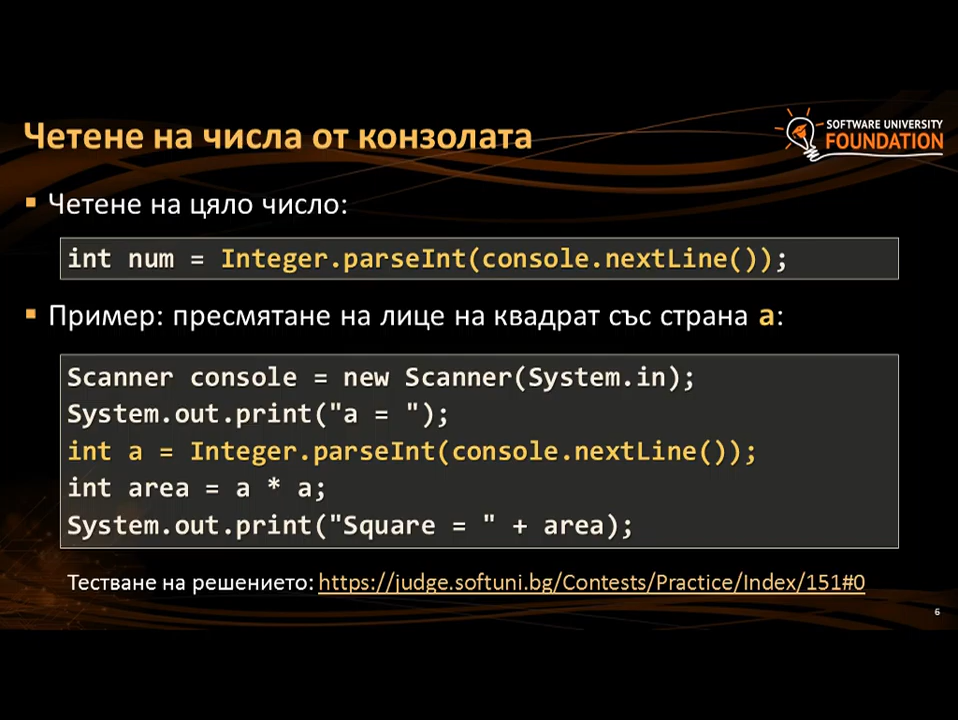 Четене на числа от конзолата
SOFTWARE UNIVERSITY
FOUNDATION
Четене на цяло число:
int num = Integer.parseInt(console.nextLine());
Пример: пресмятане на лице на квадрат със страна a:
Scanner console = new Scanner(System.in);
System.out.print("a = ");
int a = Integer.parseInt(console.nextLine());
int area = a * a;
System.out.print("Square = " + area);
Тестване на решението: https://judge.softuni.bg/Contests/Practice/Index/151#0
6